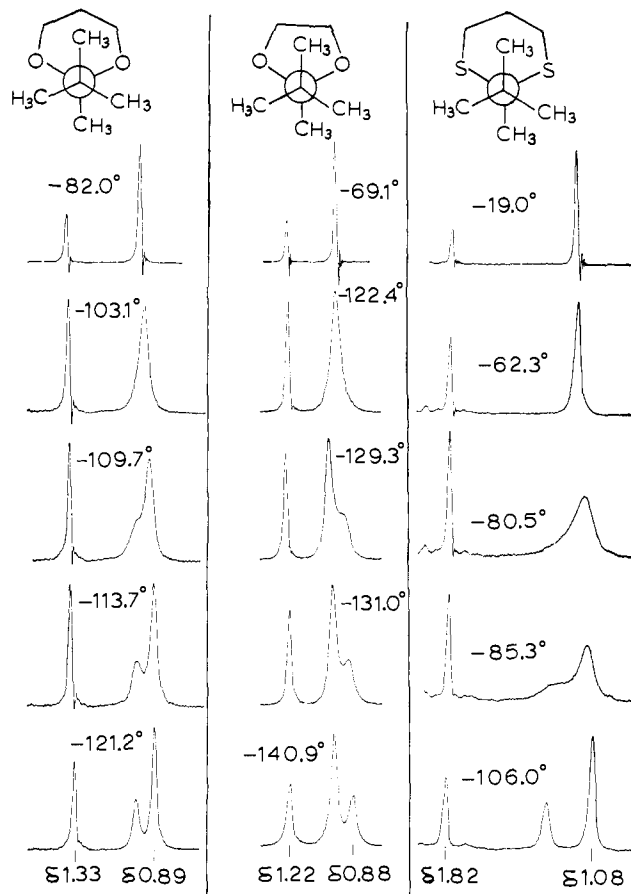 CH₃
O O
H₃C CH₃
CH₃
-82.0°
-103.1°
-109.7°
-113.7°
-121.2°
δ1.33 δ0.89
CH₃
O O
H₃C CH₃
CH₃
-69.1°
-122.4°
-129.3°
-131.0°
-140.9°
δ1.22 δ0.88
CH₃
S S
H₃C CH₃
CH₃
-19.0°
-62.3°
-80.5°
-85.3°
-106.0°
δ1.82 δ1.08